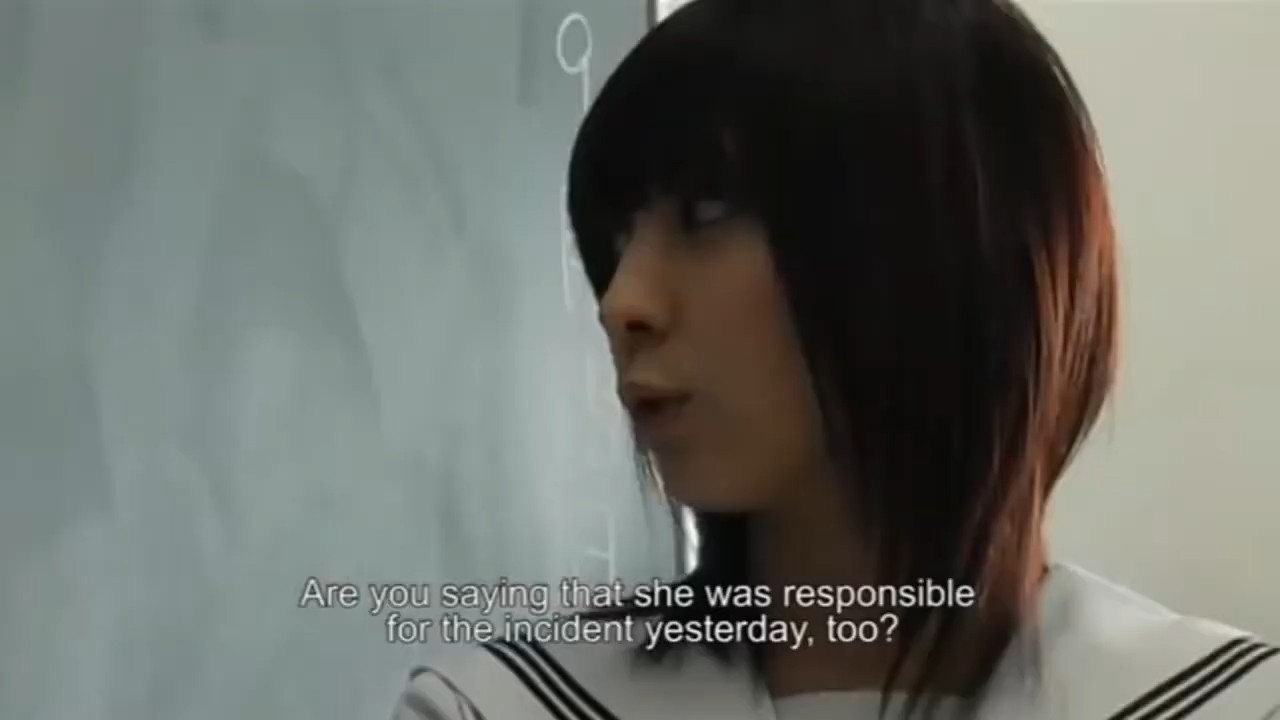 Are you saying that she was responsible
for the incident yesterday, too?